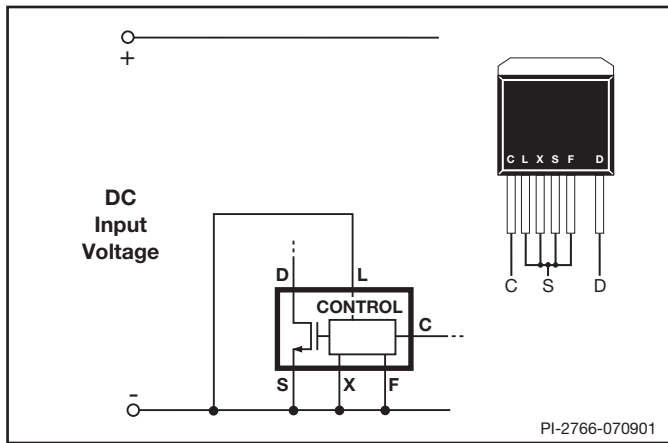 +
DC
Input
Voltage
D L
CONTROL
C
S X F
-
C L X S F D
C S D
PI-2766-070901